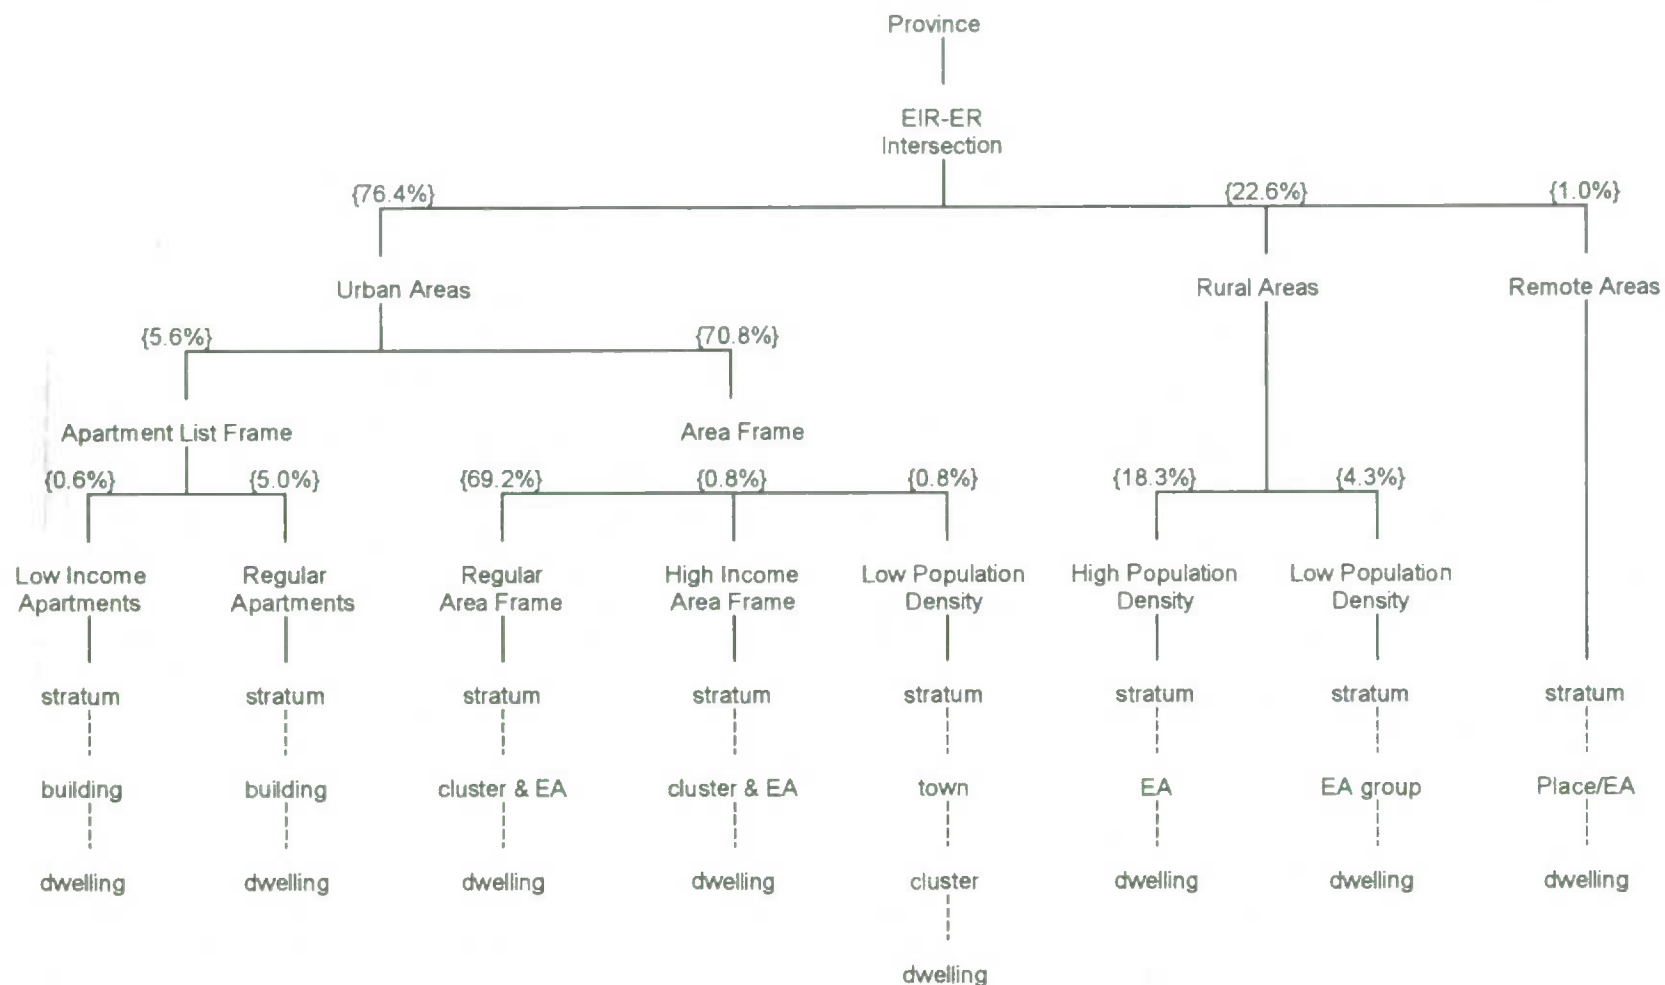 Province
EIR-ER
Intersection
{76.4%} {22.6%} {1.0%}
Urban Areas Rural Areas Remote Areas
{5.6%} {70.8%}
Apartment List Frame Area Frame
{0.6%} {5.0%} {69.2%} {0.8%} {0.8%} {18.3%} {4.3%}
Low Income Regular Regular High Income Low Population High Population Low Population
Apartments Apartments Area Frame Area Frame Density Density Density
stratum stratum stratum stratum stratum stratum stratum stratum
building building cluster & EA cluster & EA town EA EA group Place/EA
dwelling dwelling dwelling dwelling cluster dwelling dwelling dwelling
dwelling